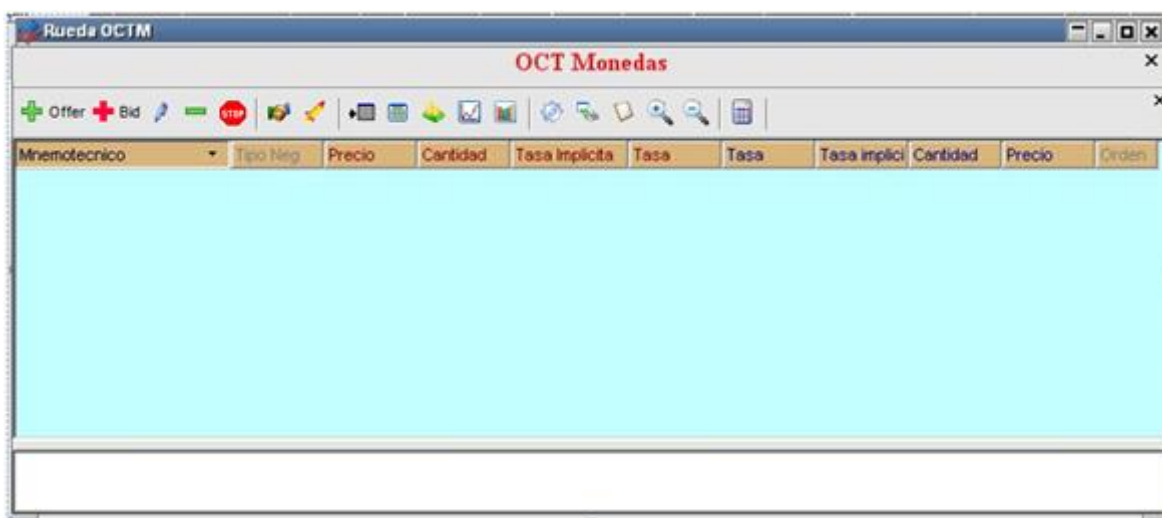 Rueda OCTM
OCT Monedas
Offer Bid STOP
Mnemotecnico Tipo Neg Precio Cantidad Tasa Implicita Tasa Tasa Tasa implici Cantidad Precio Orden